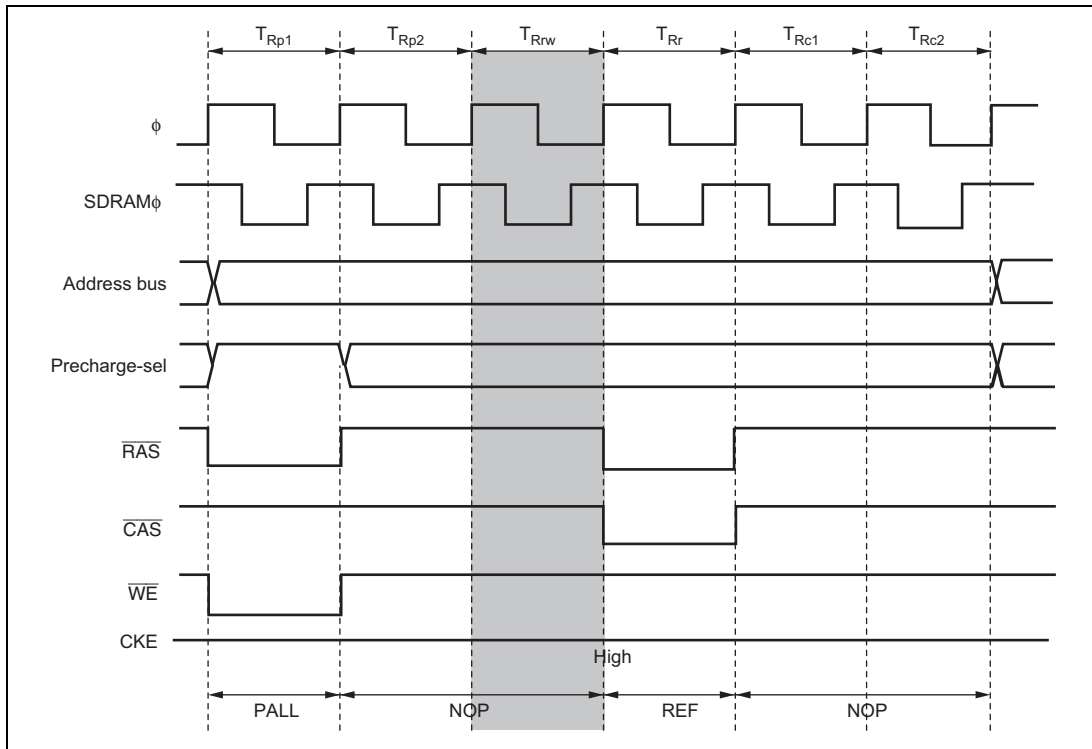 TRp1 TRp2 TRrw TRr TRc1 TRc2
ϕ
SDRAMϕ
Address bus
Precharge-sel
RAS
CAS
WE
CKE
High
PALL NOP REF NOP